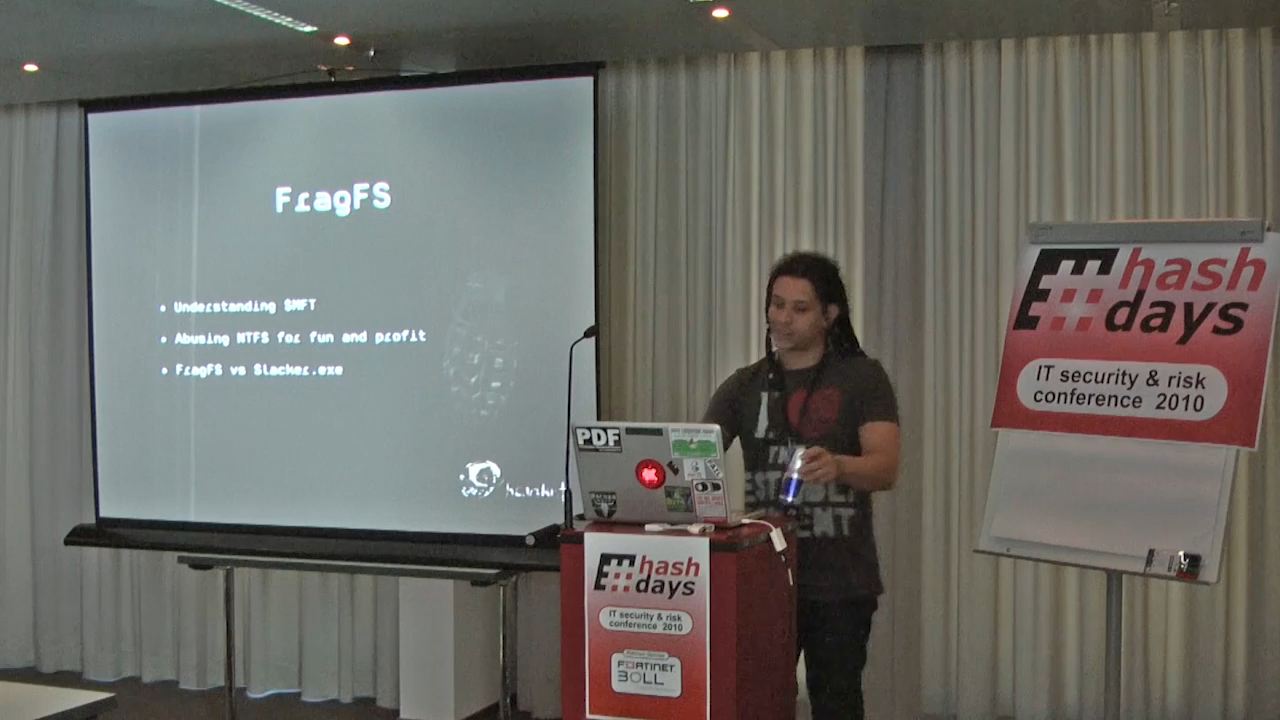 FragFS
• Understanding $MFT
• Abusing NTFS for fun and profit
• FragFS vs Slacker.exe
hash
days
IT security & risk
conference 2010
PDF
I
hash
days
IT security & risk
conference 2010
FORTINET
BOLL